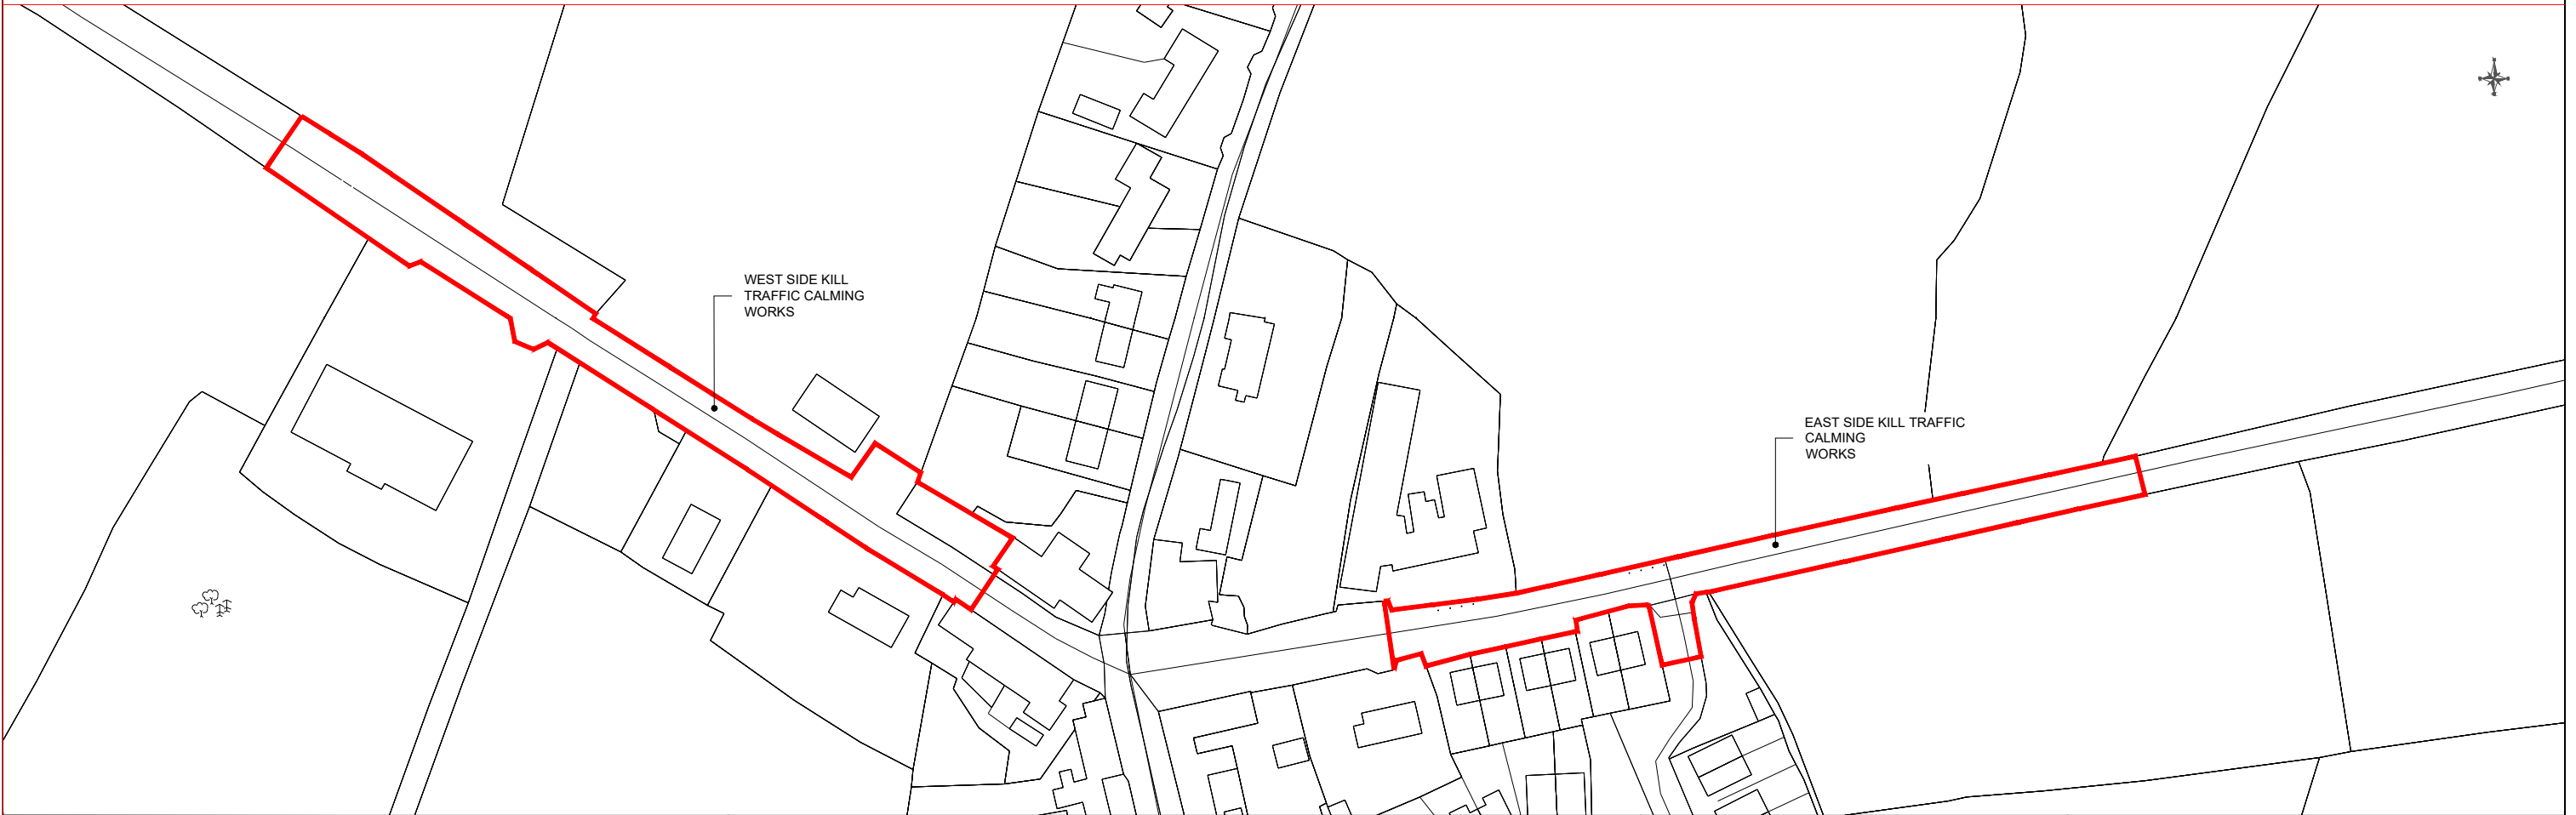 WEST SIDE KILL
TRAFFIC CALMING
WORKS
EAST SIDE KILL TRAFFIC
CALMING
WORKS